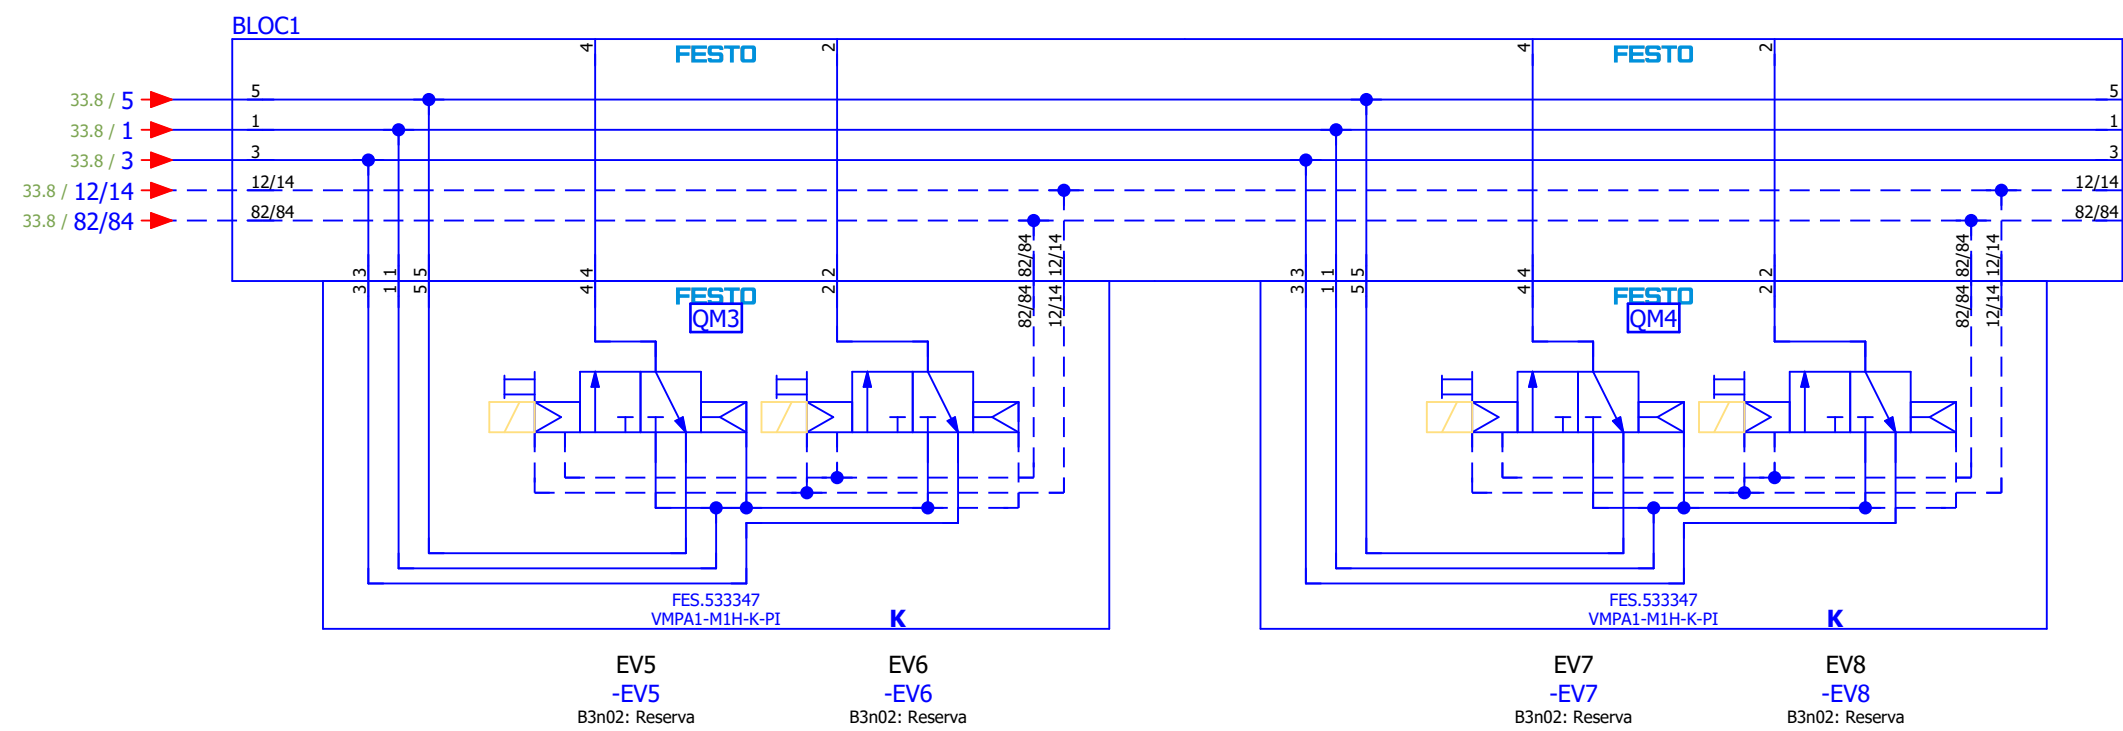 BLOC1
4 FESTO 2 4 FESTO 2
33.8 / 5 5 5
33.8 / 1 1 1
33.8 / 3 3 3
33.8 / 12/14 12/14 12/14
33.8 / 82/84 82/84 82/84
3 1 5 4 2 82/84 12/14 3 1 5 4 2 82/84 12/14
3 1 5 4 FESTO 2 82/84 12/14 3 1 5 4 FESTO 2 82/84 12/14
QM3 QM4
FES.533347 FES.533347
VMPA1-M1H-K-PI K VMPA1-M1H-K-PI K
EV5 EV6 EV7 EV8
-EV5 -EV6 -EV7 -EV8
B3n02: Reserva B3n02: Reserva B3n02: Reserva B3n02: Reserva